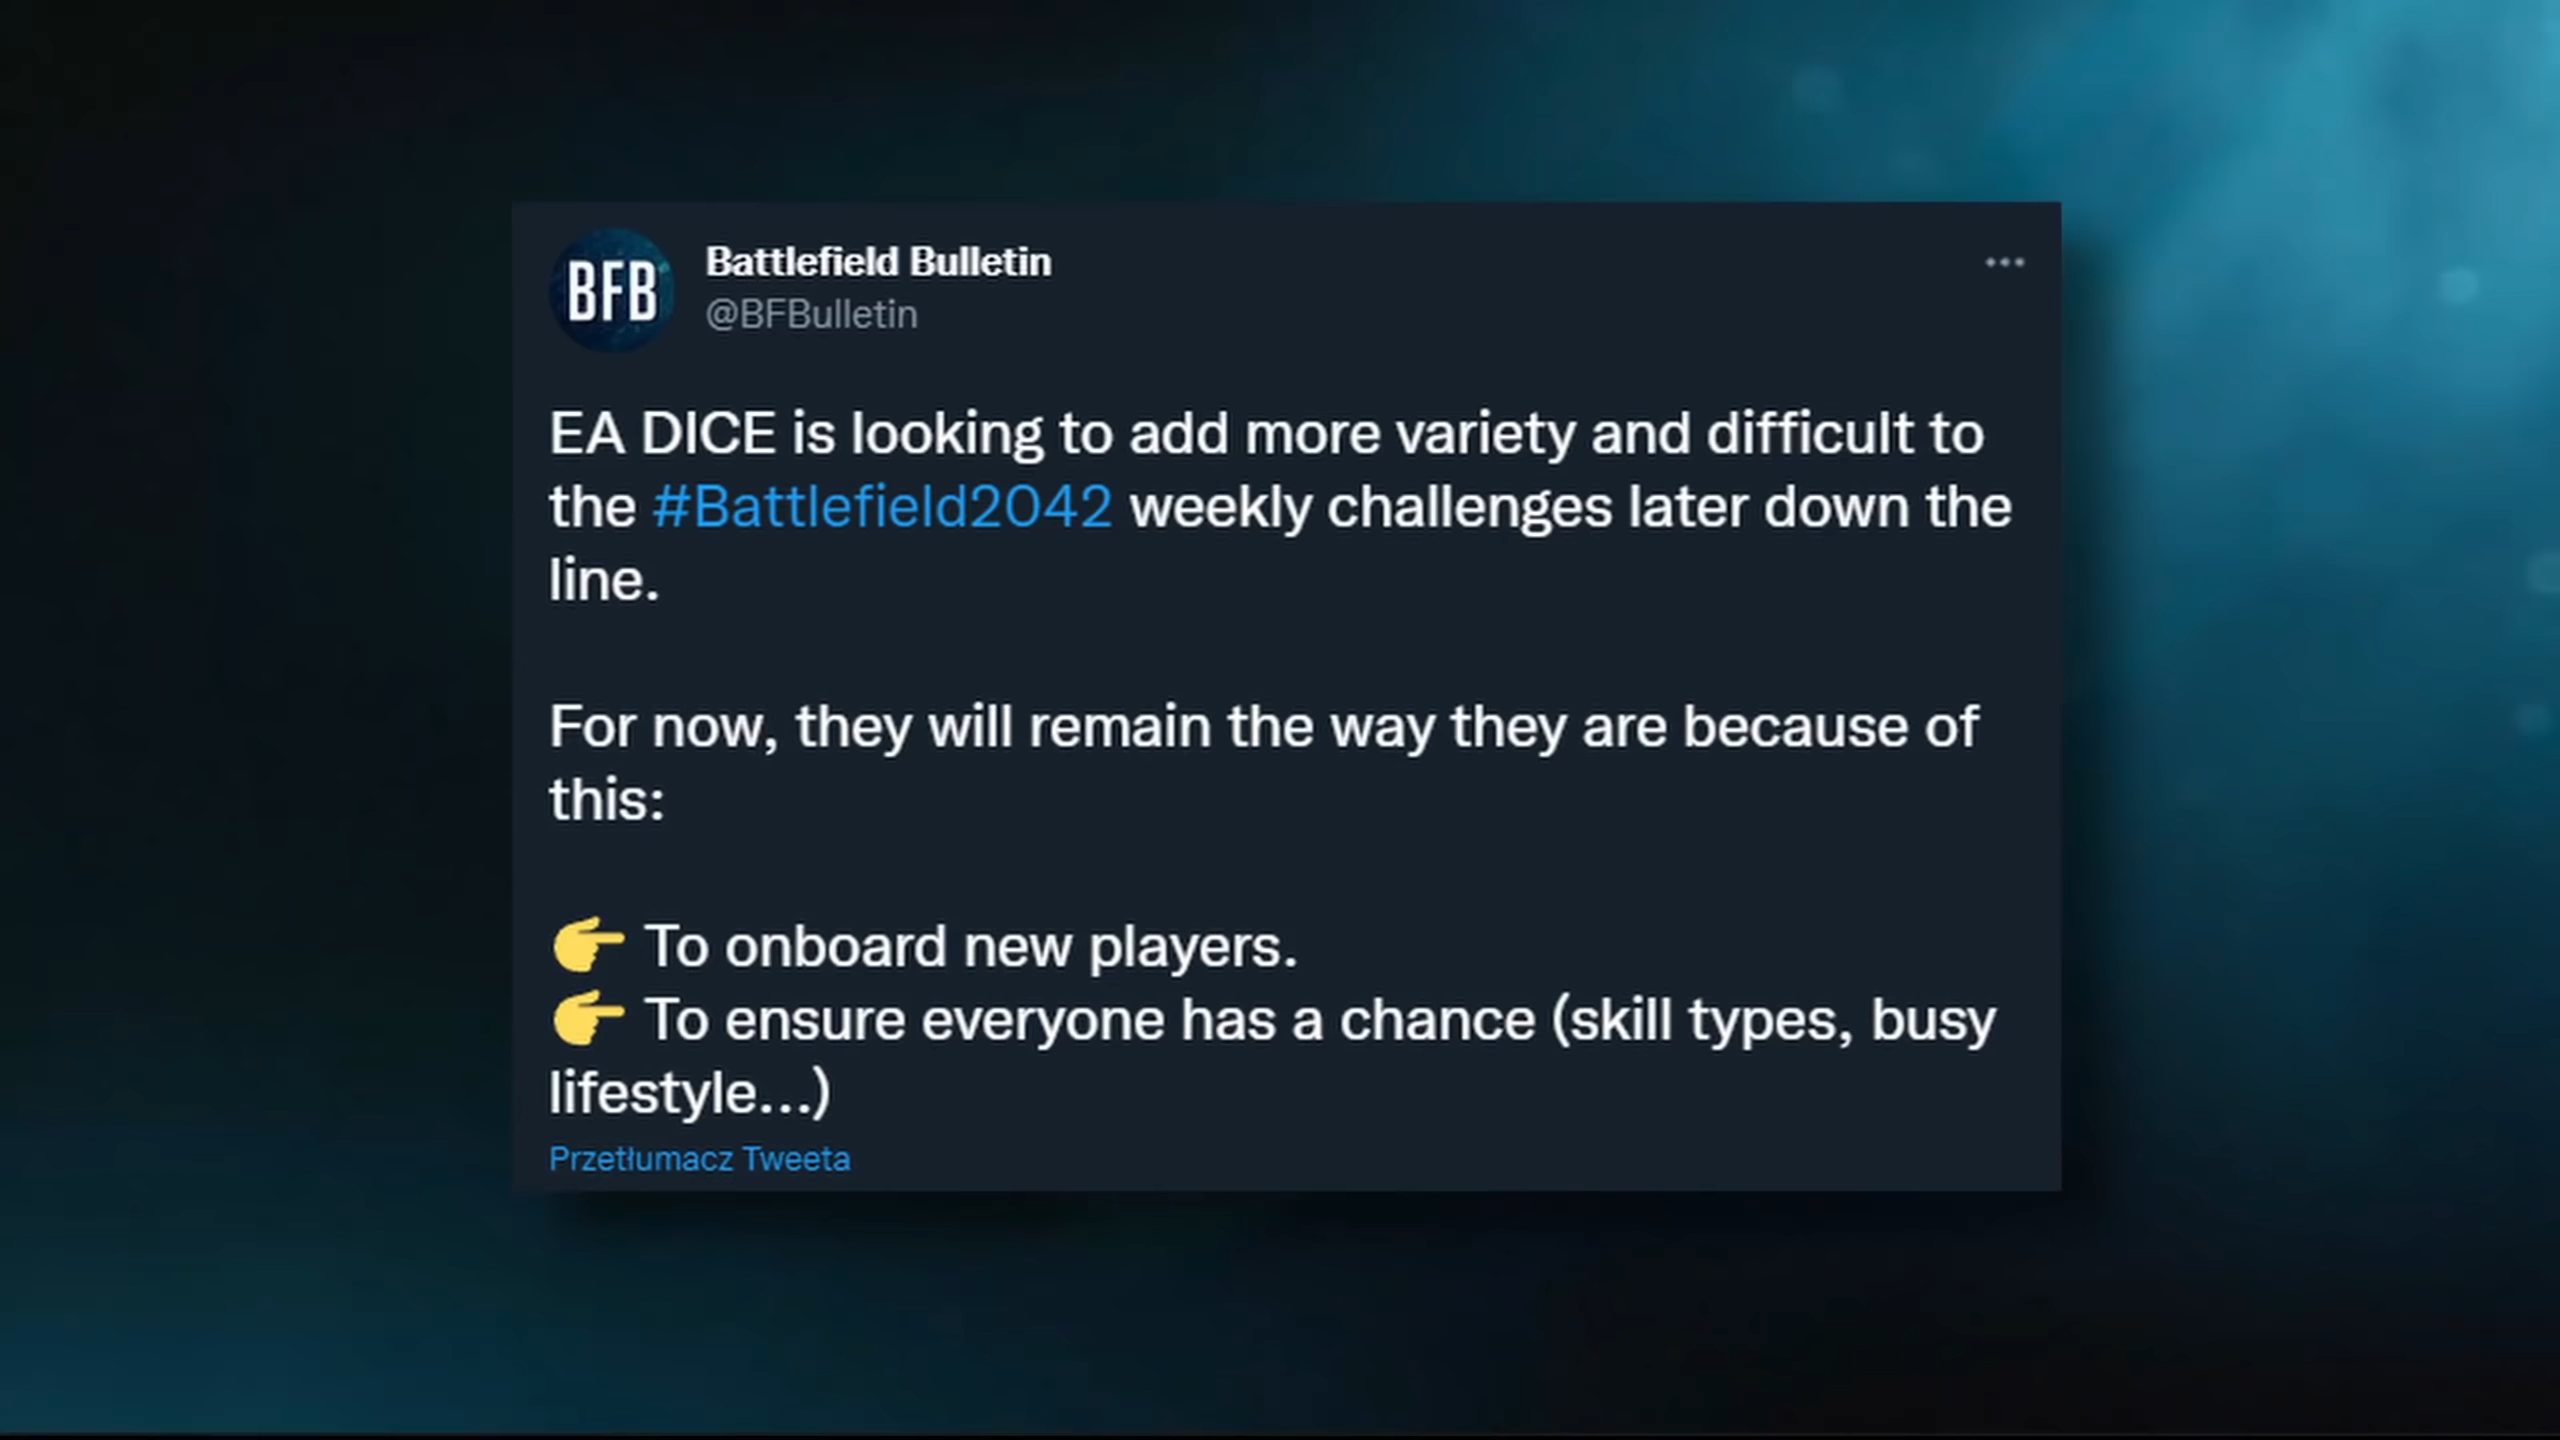 BFB
Battlefield Bulletin
@BFBulletin
EA DICE is looking to add more variety and difficult to
the #Battlefield2042 weekly challenges later down the
line.
For now, they will remain the way they are because of
this:
👉 To onboard new players.
👉 To ensure everyone has a chance (skill types, busy
lifestyle...)
Przetłumacz Tweeta